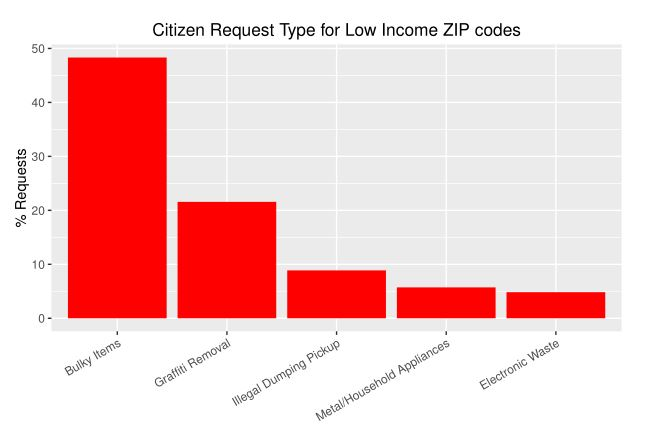 Citizen Request Type for Low Income ZIP codes
% Requests
50
40
30
20
10
0
Bulky Items
Graffiti Removal
Illegal Dumping Pickup
Metal/Household Appliances
Electronic Waste